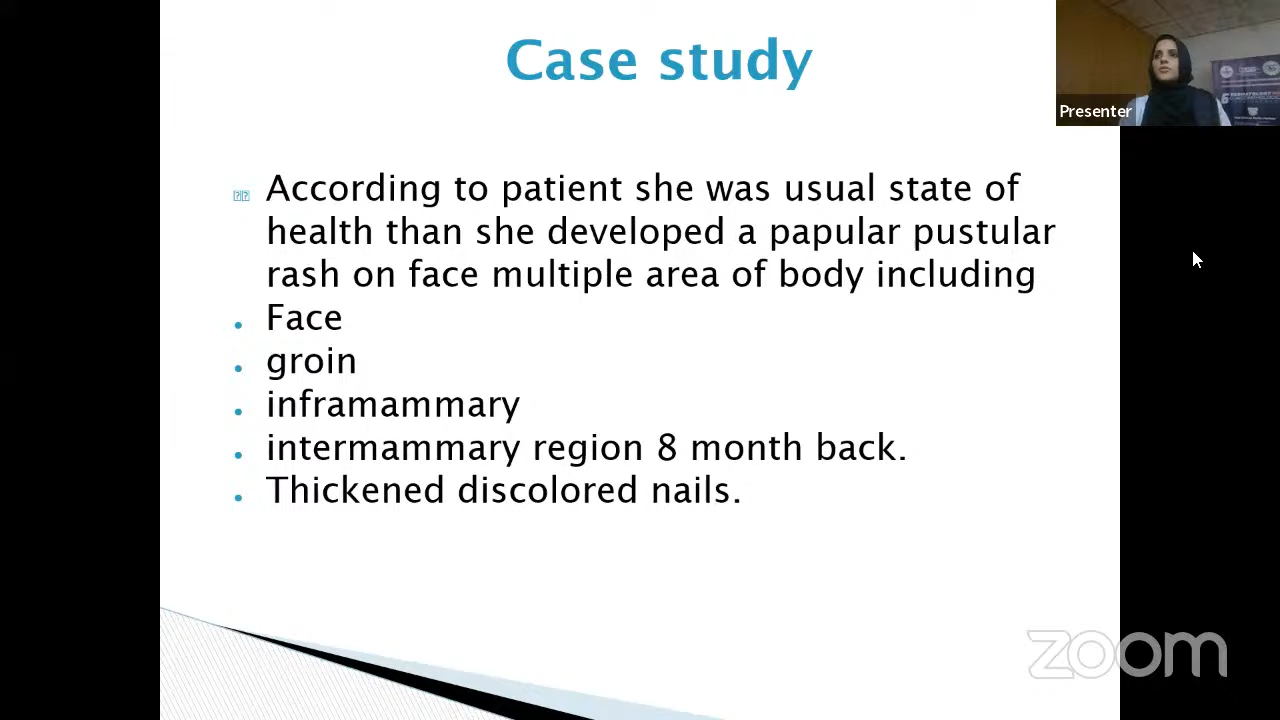 Case study
Presenter
According to patient she was usual state of
health than she developed a papular pustular
rash on face multiple area of body including
Face
groin
inframammary
intermammary region 8 month back.
Thickened discolored nails.
zoom